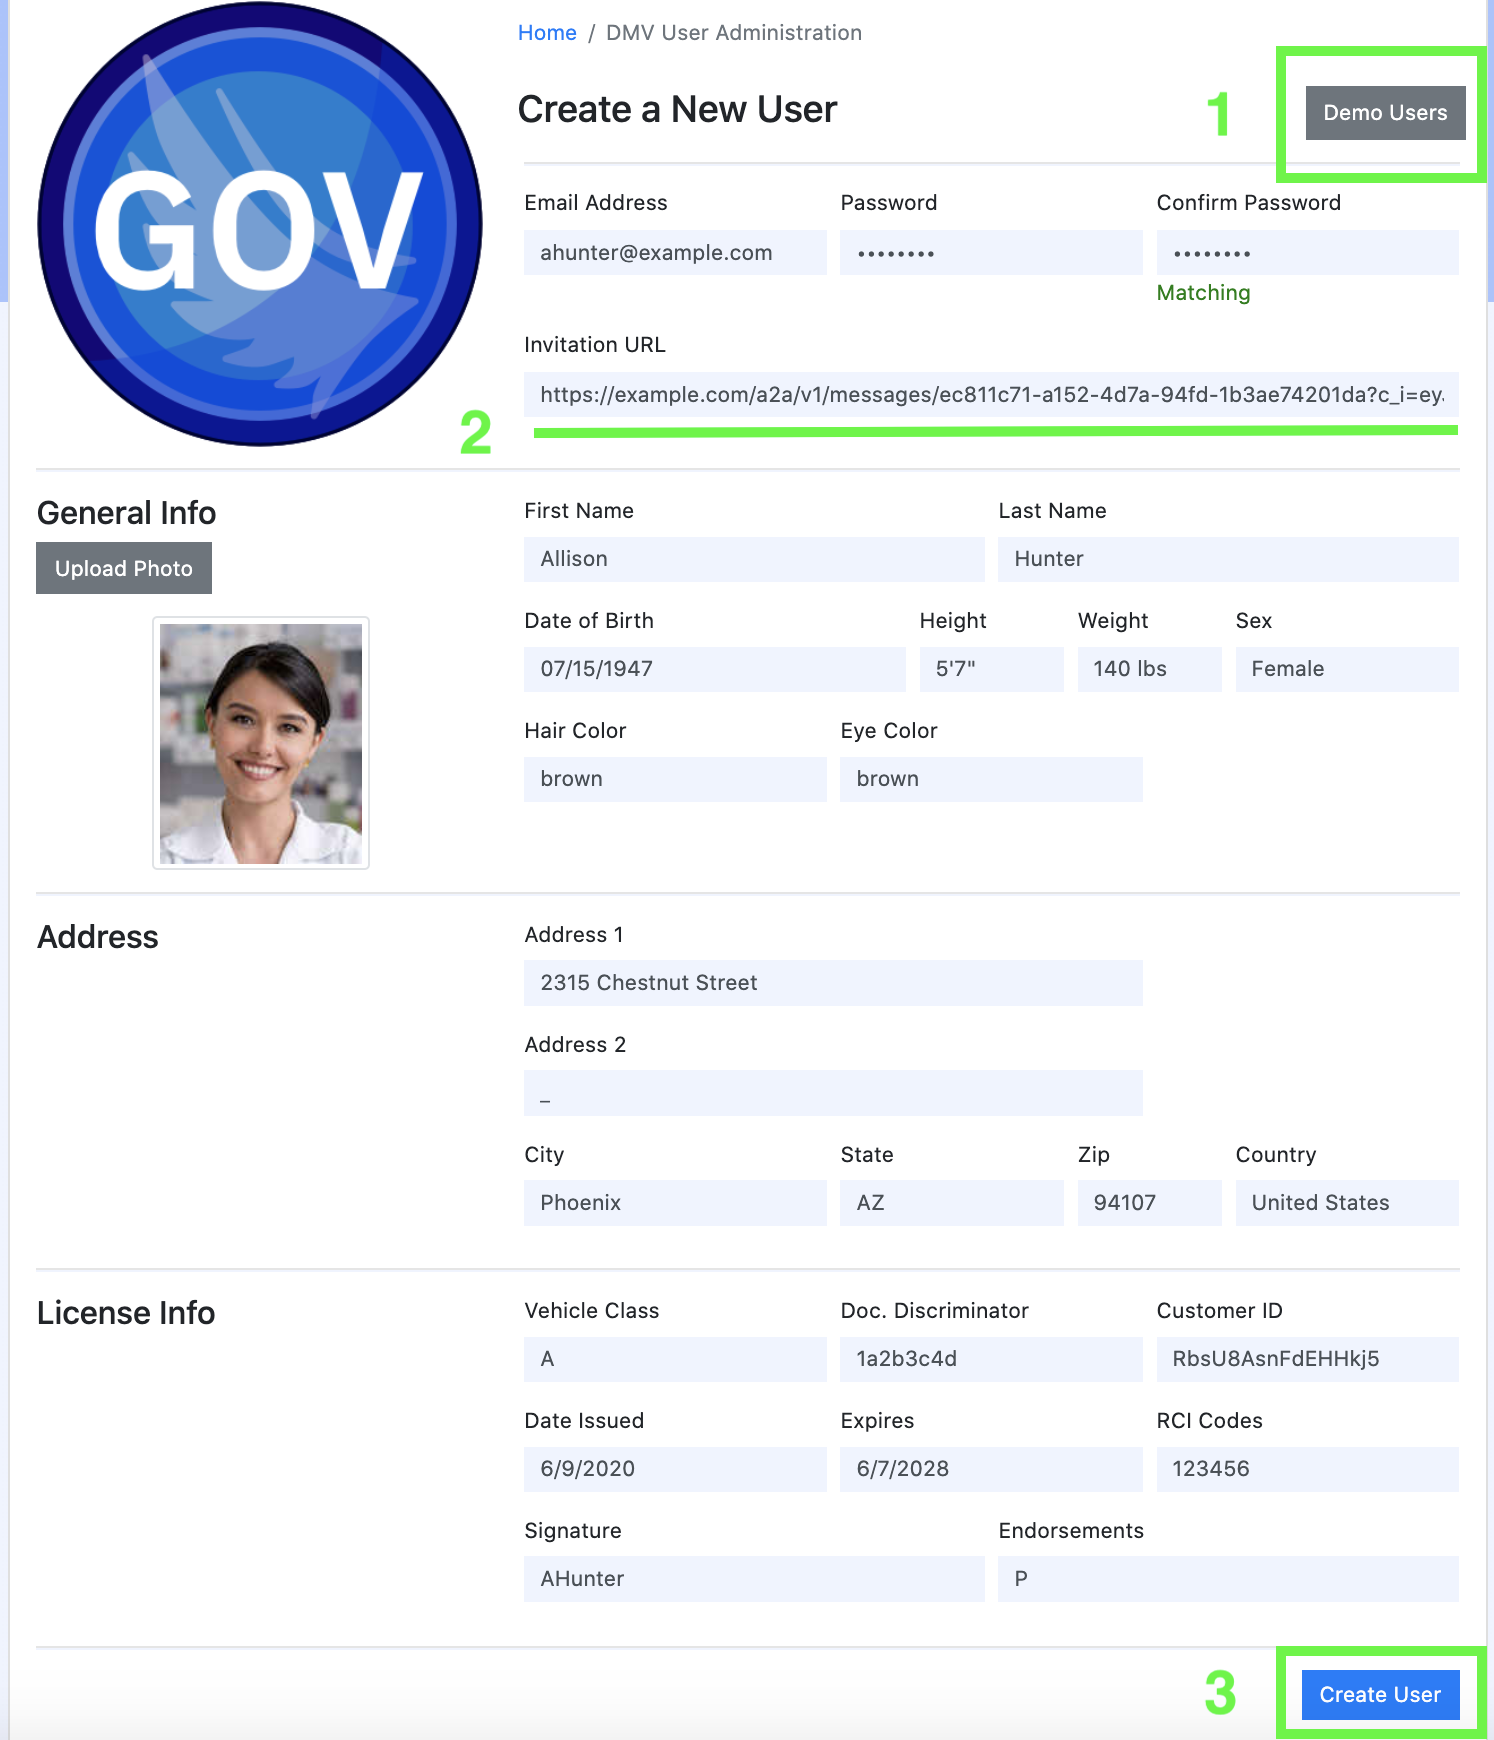 GOV
Home / DMV User Administration
Create a New User
1
Demo Users
Email Address Password Confirm Password
ahunter@example.com •••••••• ••••••••
Matching
Invitation URL
https://example.com/a2a/v1/messages/ec811c71-a152-4d7a-94fd-1b3ae74201da?c_i=ey.
2
General Info
Upload Photo
First Name Last Name
Allison Hunter
Date of Birth Height Weight Sex
07/15/1947 5'7" 140 lbs Female
Hair Color Eye Color
brown brown
Address
Address 1
2315 Chestnut Street
Address 2
_
City State Zip Country
Phoenix AZ 94107 United States
License Info
Vehicle Class Doc. Discriminator Customer ID
A 1a2b3c4d RbsU8AsnFdEHHkj5
Date Issued Expires RCI Codes
6/9/2020 6/7/2028 123456
Signature Endorsements
AHunter P
3
Create User